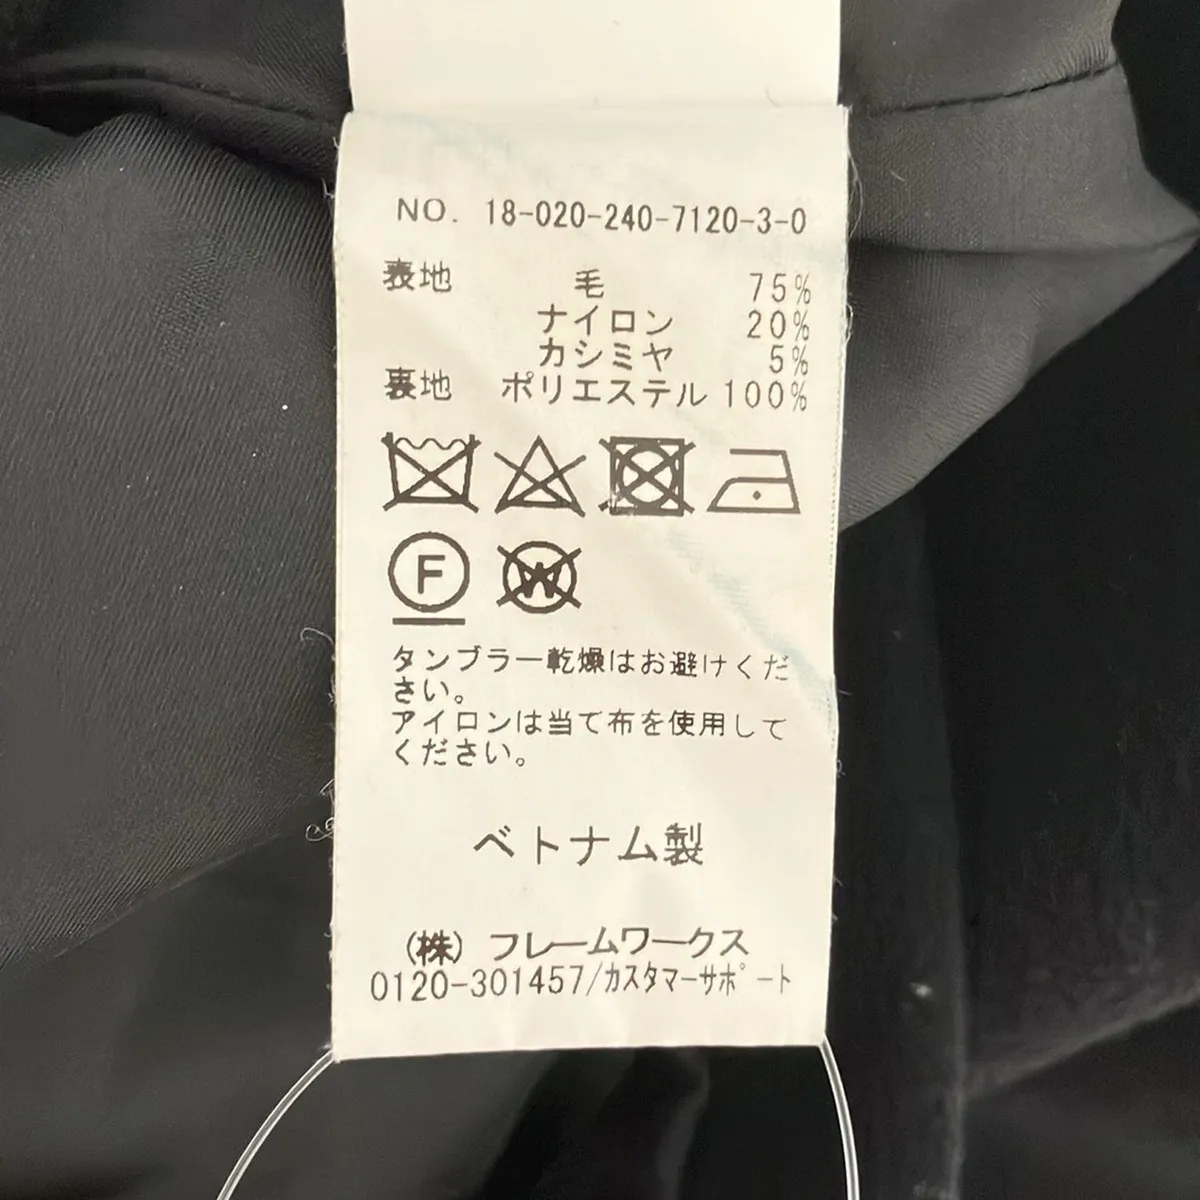 NO. 18-020-240-7120-3-0
表地 毛 75%
ナイロン 20%
カシミヤ 5%
裏地 ポリエステル 100%
F W
タンブラー乾燥はお避けくだ
さい。
アイロンは当て布を使用して
ください。
ベトナム製
(株) フレームワークス
0120-301457/カスタマーサポート